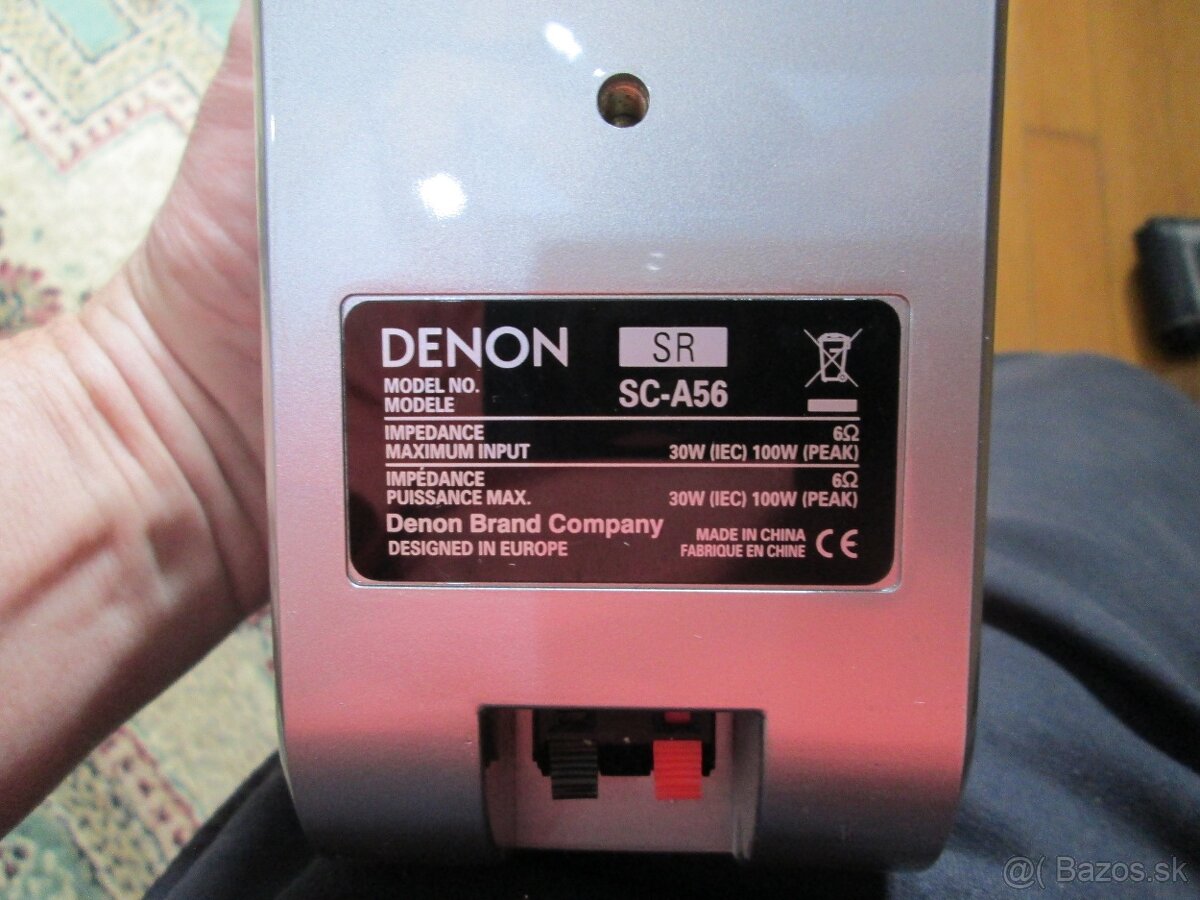 DENON SR
MODEL NO.
MODELE SC-A56
IMPEDANCE 6Ω
MAXIMUM INPUT 30W (IEC) 100W (PEAK)
IMPÉDANCE 6Ω
PUISSANCE MAX. 30W (IEC) 100W (PEAK)
Denon Brand Company
DESIGNED IN EUROPE
MADE IN CHINA
FABRIQUE EN CHINE CE
@( Bazos.sk